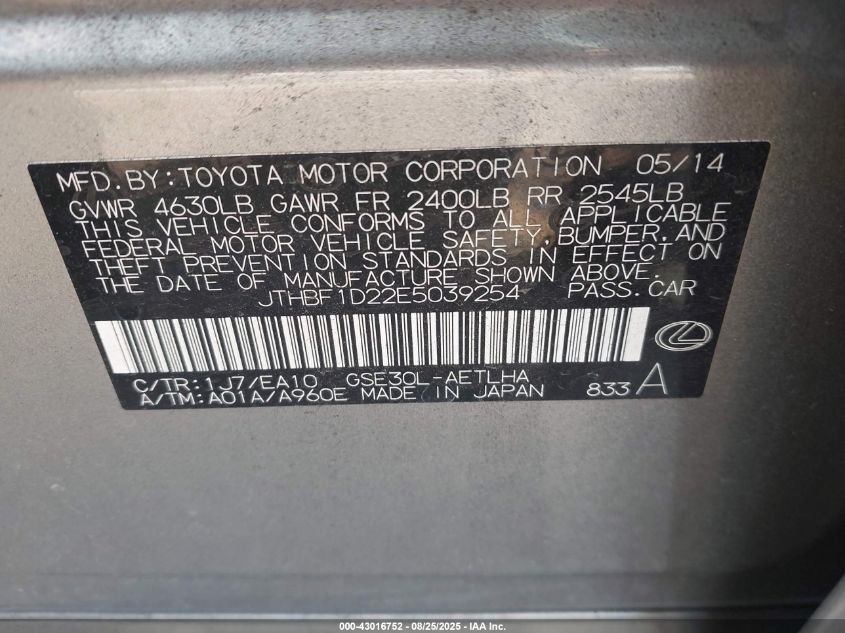 MFD.BY:TOYOTA MOTOR CORPORATION 05/14
GVWR 4630LB GAWR FR 2400LB RR 2545LB
THIS VEHICLE CONFORMS TO ALL APPLICABLE
FEDERAL MOTOR VEHICLE SAFETY,BUMPER,AND
THEFT PREVENTION STANDARDS IN EFFECT ON
THE DATE OF MANUFACTURE SHOWN ABOVE.
JTHBF1D22E5039254 PASS.CAR
C/TR:1J7/EA10 GSE30L-AETLHA
A/TM:A01A/A960E MADE IN JAPAN 833 A
000-43016752 - 08/25/2025 - IAA Inc.